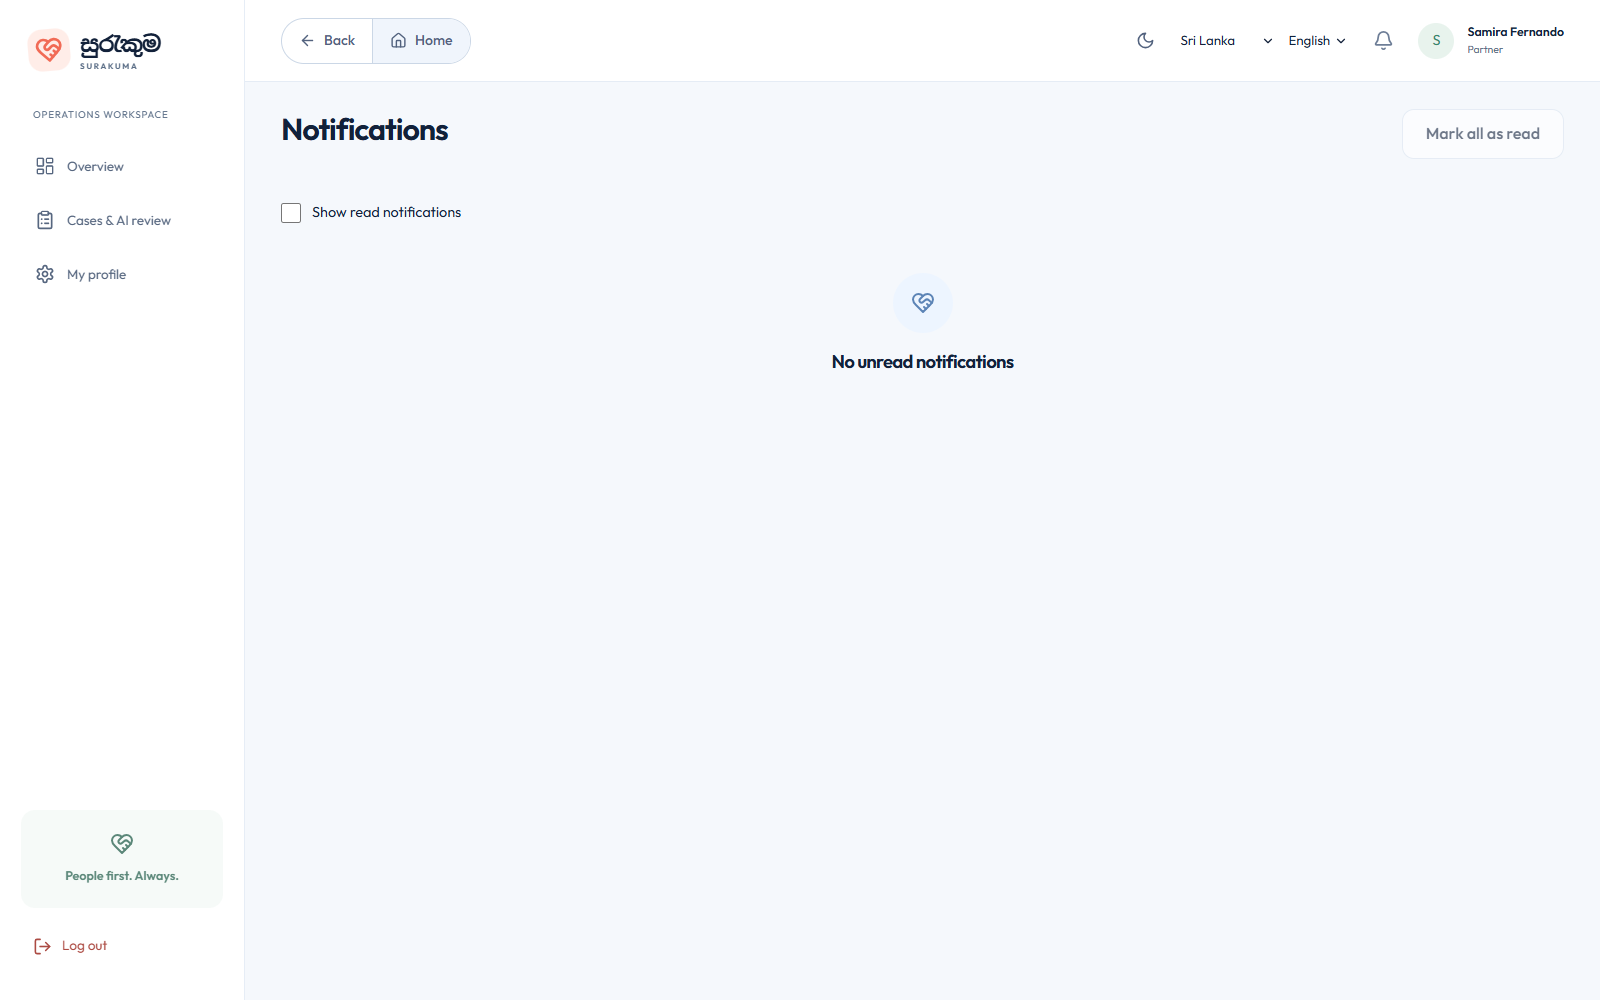 සුරැකුම
SURAKUMA
OPERATIONS WORKSPACE
Overview
Cases & AI review
My profile
People first. Always.
Log out
Back
Home
Sri Lanka
English
S
Samira Fernando
Partner
Notifications
Mark all as read
Show read notifications
No unread notifications